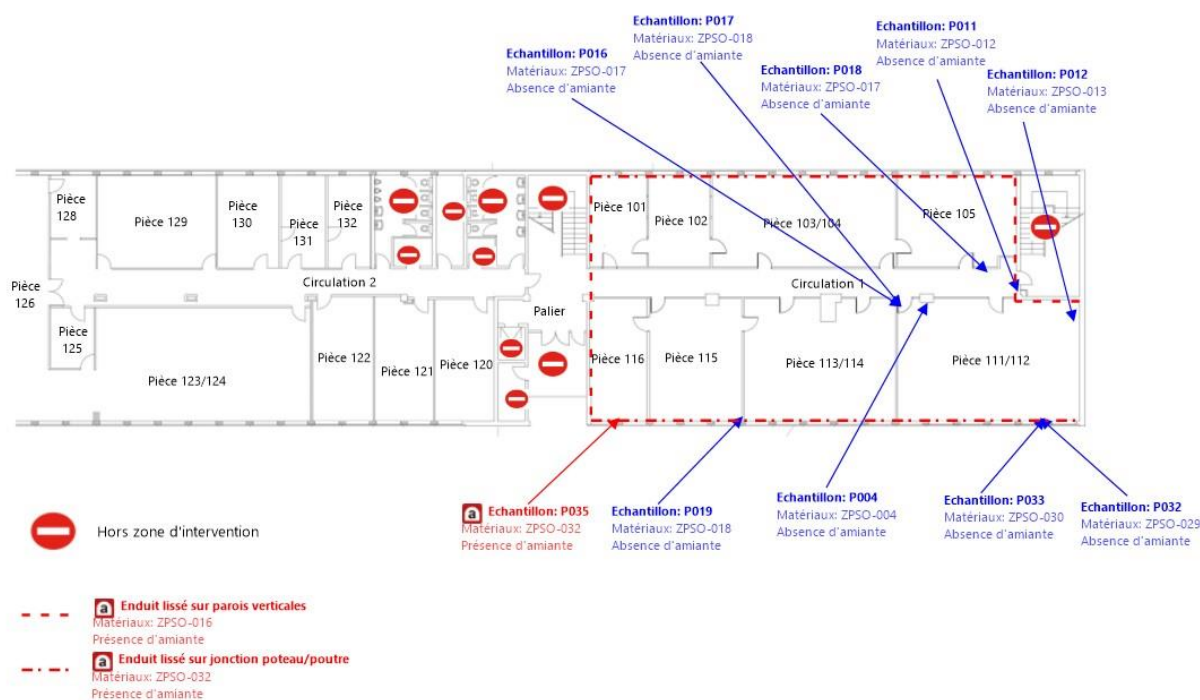 Echantillon: P017
Matériaux: ZPSO-018
Absence d'amiante
Echantillon: P011
Matériaux: ZPSO-012
Absence d'amiante
Echantillon: P016
Matériaux: ZPSO-017
Absence d'amiante
Echantillon: P018
Matériaux: ZPSO-017
Absence d'amiante
Echantillon: P012
Matériaux: ZPSO-013
Absence d'amiante
Pièce
128
Pièce 129
Pièce
130
Pièce
131
Pièce
132
Pièce 101
Pièce 102
Pièce 103/104
Pièce 105
Pièce
126
Circulation 2
Circulation 1
Palier
Pièce
125
Pièce 123/124
Pièce 122
Pièce 121
Pièce 120
Pièce 116
Pièce 115
Pièce 113/114
Pièce 111/112
a Echantillon: P035
Matériaux: ZPSO-032
Présence d'amiante
Echantillon: P019
Matériaux: ZPSO-018
Absence d'amiante
Echantillon: P004
Matériaux: ZPSO-004
Absence d'amiante
Echantillon: P033
Matériaux: ZPSO-030
Absence d'amiante
Echantillon: P032
Matériaux: ZPSO-029
Absence d'amiante
Hors zone d'intervention
a Enduit lissé sur parois verticales
Matériaux: ZPSO-016
Présence d'amiante
a Enduit lissé sur jonction poteau/poutre
Matériaux: ZPSO-032
Présence d'amiante